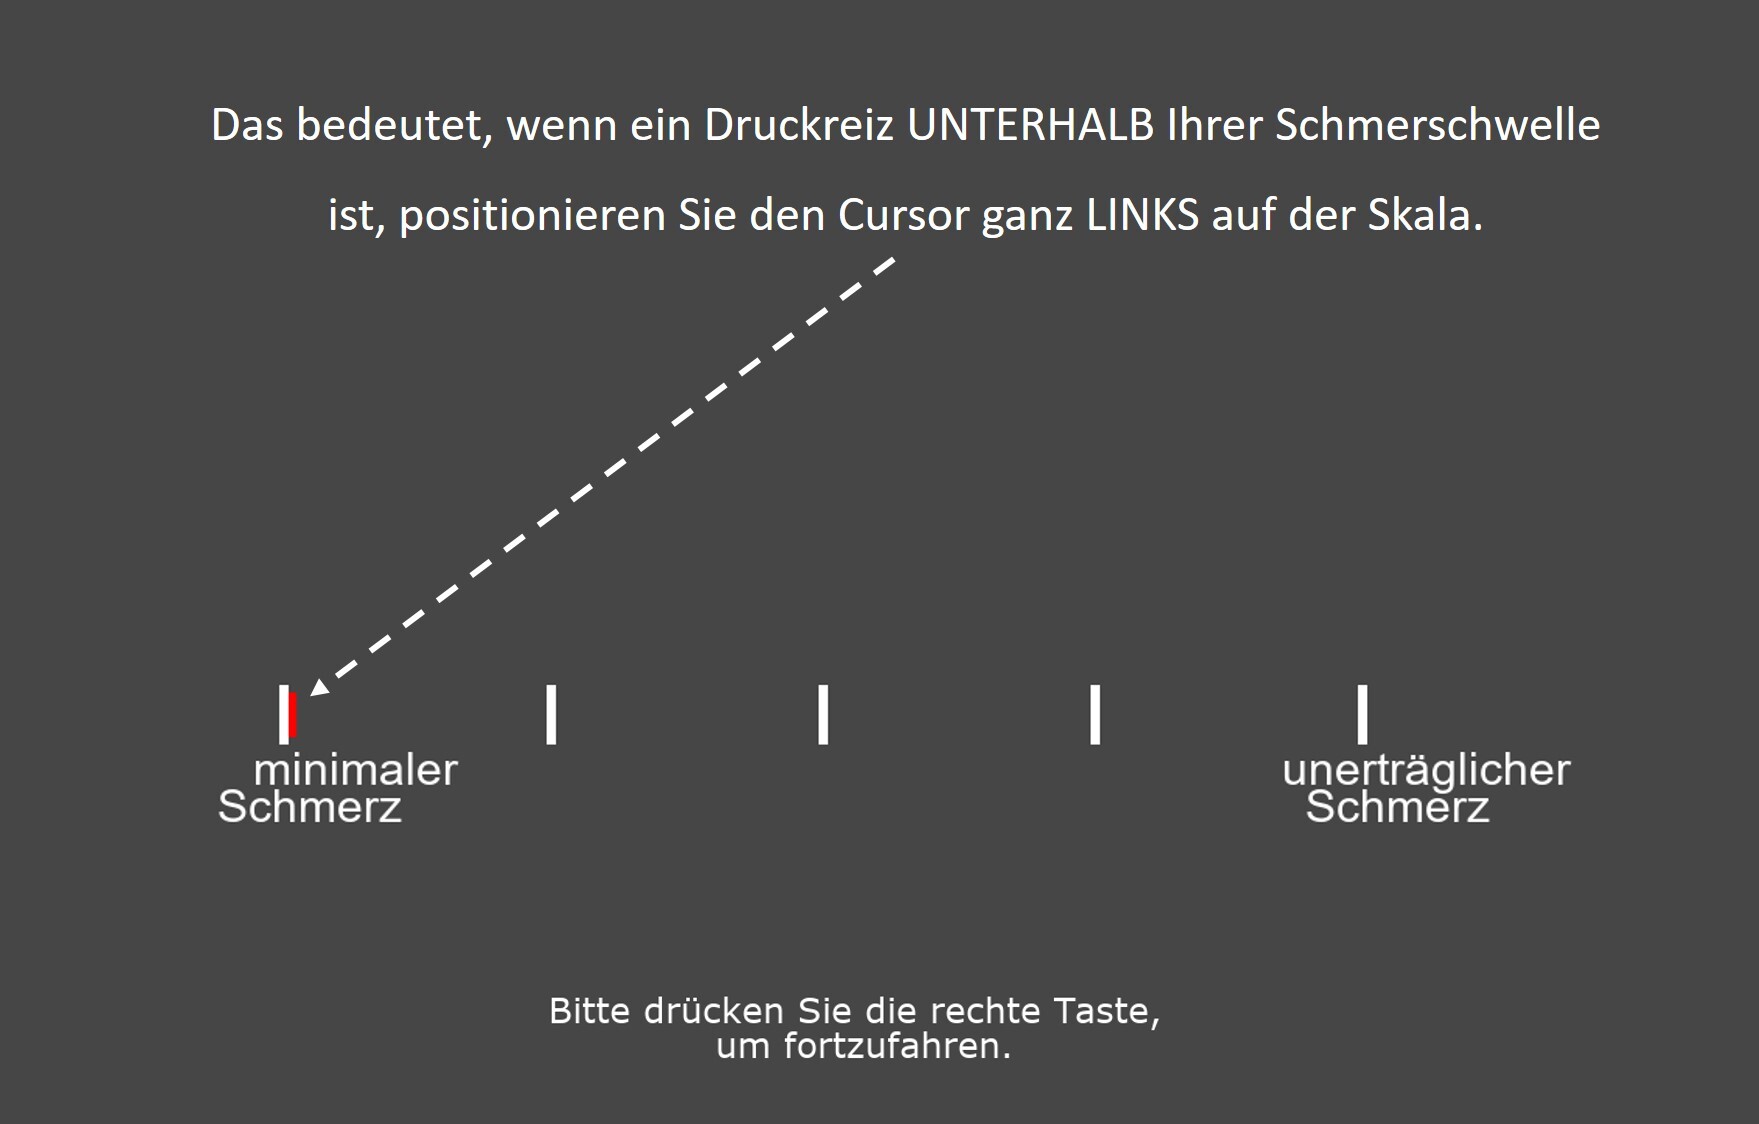 Das bedeutet, wenn ein Druckreiz UNTERHALB Ihrer Schmerschwelle
ist, positionieren Sie den Cursor ganz LINKS auf der Skala.
minimaler
Schmerz
unerträglicher
Schmerz
Bitte drücken Sie die rechte Taste,
um fortzufahren.